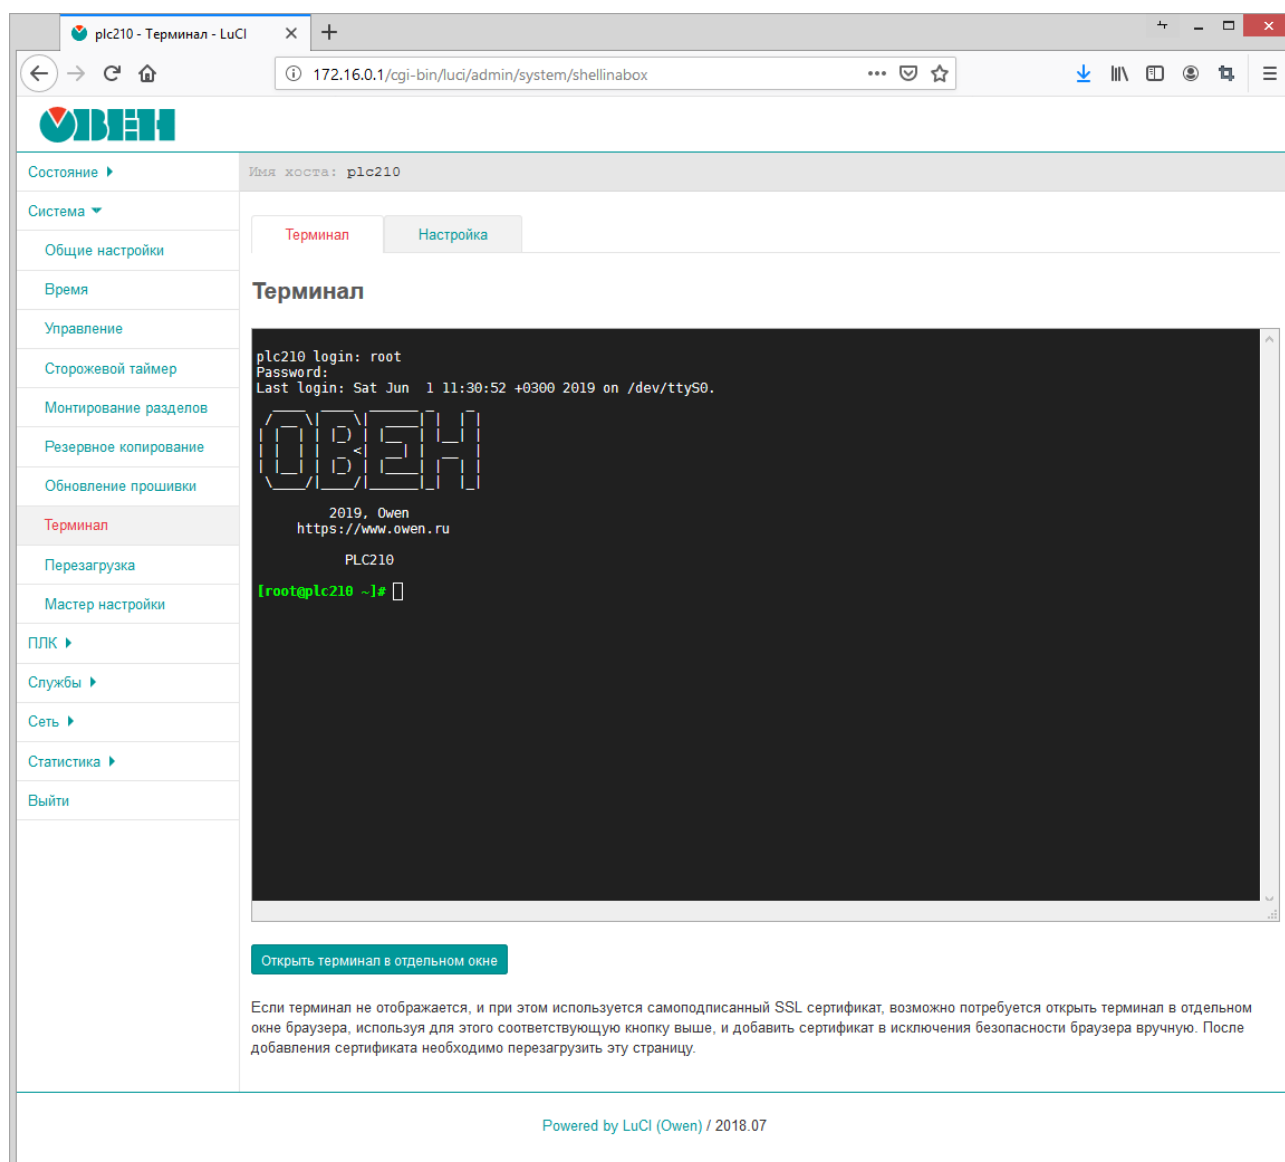 plc210 - Терминал - LuCI
172.16.0.1/cgi-bin/luci/admin/system/shellinabox
ОВЕН
Состояние
Имя хоста: plc210
Система
Терминал Настройка
Общие настройки
Время
Управление
Сторожевой таймер
Монтирование разделов
Резервное копирование
Обновление прошивки
Терминал
Перезагрузка
Мастер настройки
ПЛК
Службы
Сеть
Статистика
Выйти
Терминал
plc210 login: root
Password:
Last login: Sat Jun  1 11:30:52 +0300 2019 on /dev/ttyS0.
ОВЕН
2019, Owen
https://www.owen.ru
PLC210
[root@plc210 ~]#
Открыть терминал в отдельном окне
Если терминал не отображается, и при этом используется самоподписанный SSL сертификат, возможно потребуется открыть терминал в отдельном
окне браузера, используя для этого соответствующую кнопку выше, и добавить сертификат в исключения безопасности браузера вручную. После
добавления сертификата необходимо перезагрузить эту страницу.
Powered by LuCI (Owen) / 2018.07